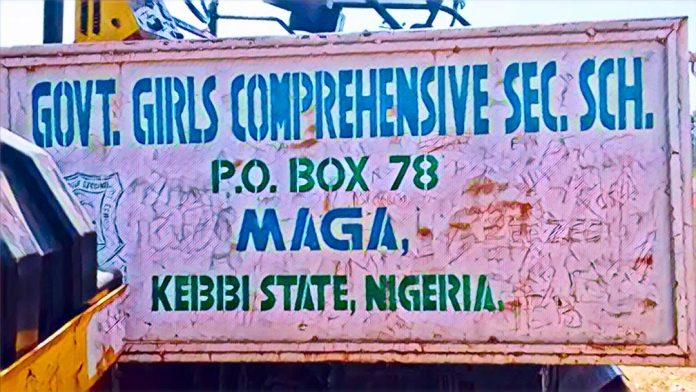 GOVT. GIRLS COMPREHENSIVE SEC. SCH.
P.O. BOX 78
MAGA,
KEBBI STATE, NIGERIA.